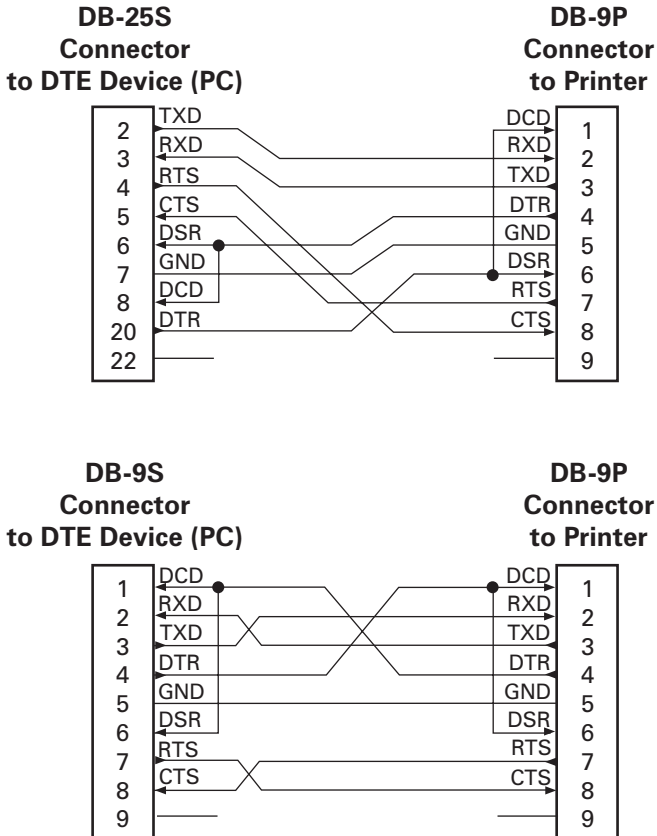 DB-25S DB-9P
Connector Connector
to DTE Device (PC) to Printer
2 TXD DCD 1
3 RXD RXD 2
4 RTS TXD 3
5 CTS DTR 4
6 DSR GND 5
7 GND DSR 6
8 DCD RTS 7
20 DTR CTS 8
22 9
DB-9S DB-9P
Connector Connector
to DTE Device (PC) to Printer
1 DCD DCD 1
2 RXD RXD 2
3 TXD TXD 3
4 DTR DTR 4
5 GND GND 5
6 DSR DSR 6
7 RTS RTS 7
8 CTS CTS 8
9 9